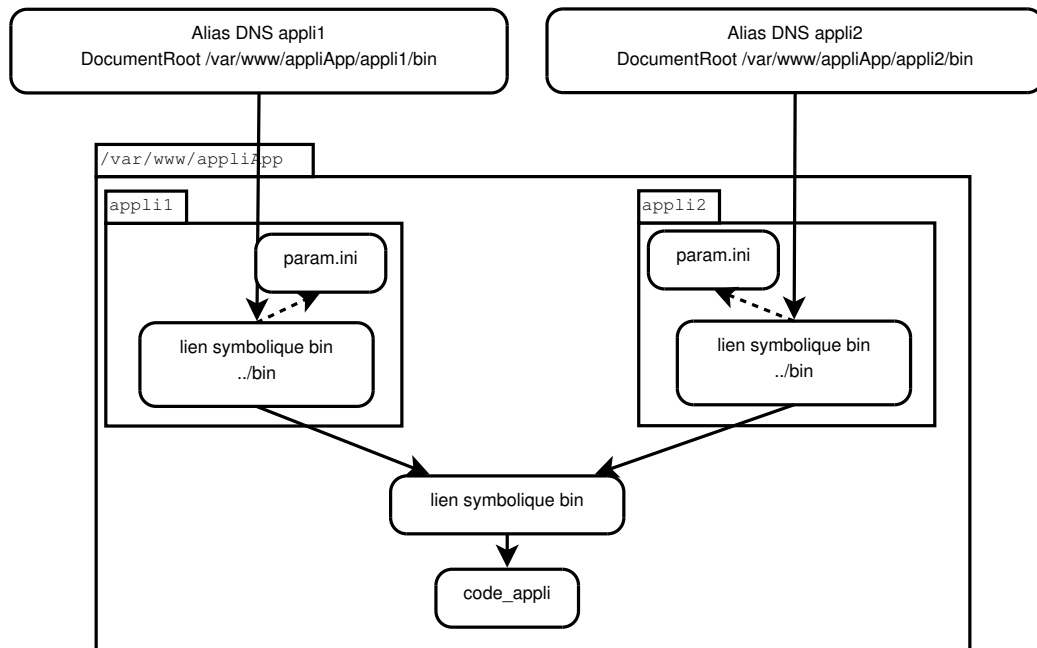 Alias DNS appli1
DocumentRoot /var/www/appliApp/appli1/bin
Alias DNS appli2
DocumentRoot /var/www/appliApp/appli2/bin
/var/www/appliApp
appli1
appli2
param.ini
param.ini
lien symbolique bin
../bin
lien symbolique bin
../bin
lien symbolique bin
code_appli